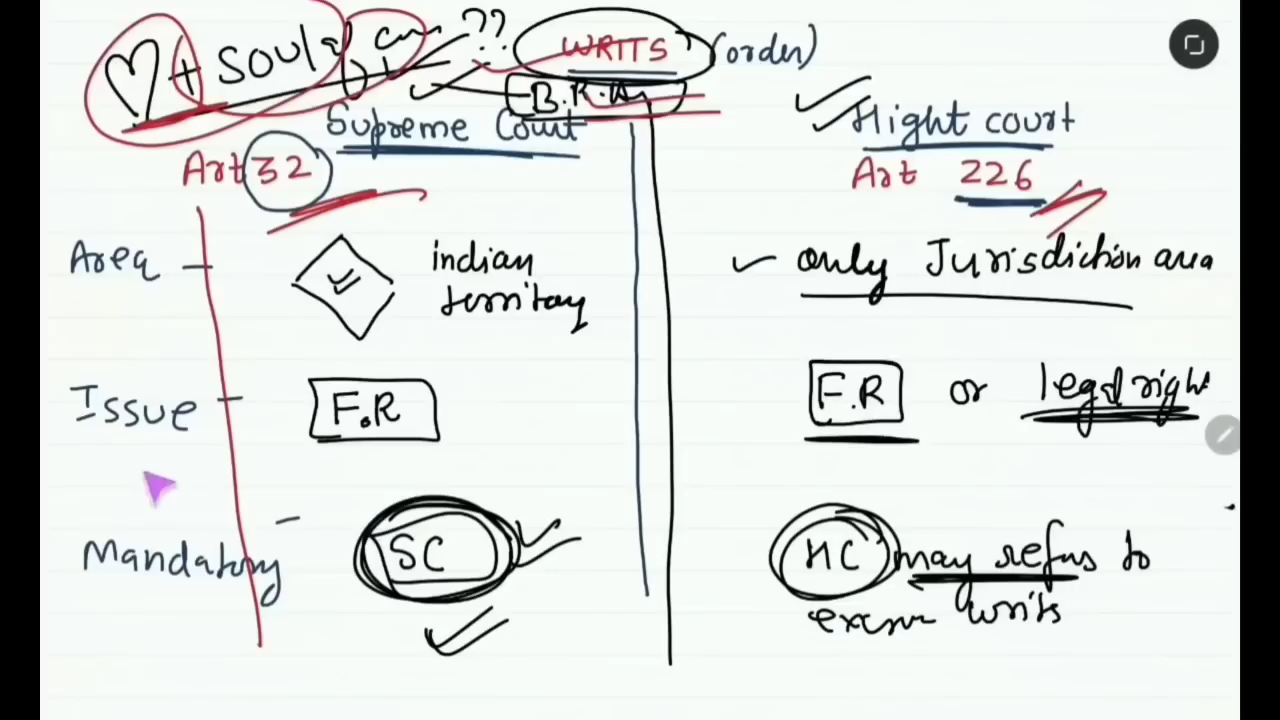 + SOUL ??
WRITS (order)
Supreme Court
Hight court
Art 32
Art 226
Area
indian
territory
only Jurisdiction area
Issue
F.R
F.R or legal right
Mandatory
SC
HC may refus to
writs